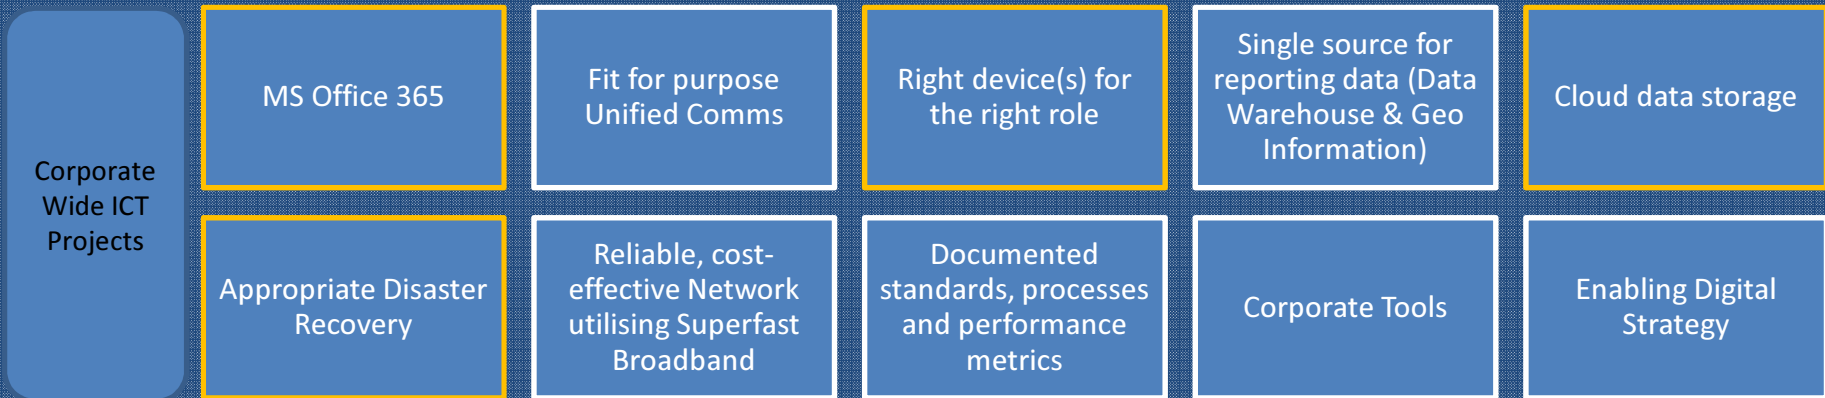 Corporate
Wide ICT
Projects
MS Office 365
Fit for purpose
Unified Comms
Right device(s) for
the right role
Single source for
reporting data (Data
Warehouse & Geo
Information)
Cloud data storage
Appropriate Disaster
Recovery
Reliable, cost-
effective Network
utilising Superfast
Broadband
Documented
standards, processes
and performance
metrics
Corporate Tools
Enabling Digital
Strategy